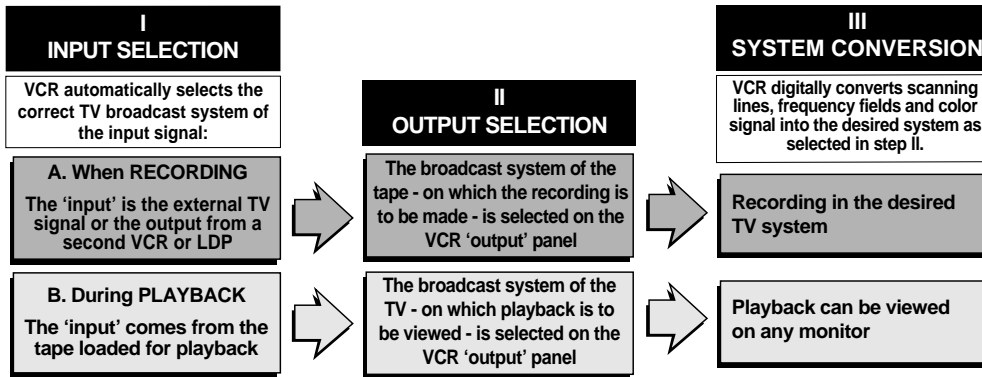 I
INPUT SELECTION
VCR automatically selects the
correct TV broadcast system of
the input signal:
A. When RECORDING
The ‘input’ is the external TV
signal or the output from a
second VCR or LDP
B. During PLAYBACK
The ‘input’ comes from the
tape loaded for playback
II
OUTPUT SELECTION
The broadcast system of the
tape - on which the recording is
to be made - is selected on the
VCR ‘output’ panel
The broadcast system of the
TV - on which playback is to
be viewed - is selected on the
VCR ‘output’ panel
III
SYSTEM CONVERSION
VCR digitally converts scanning
lines, frequency fields and color
signal into the desired system as
selected in step II.
Recording in the desired
TV system
Playback can be viewed
on any monitor